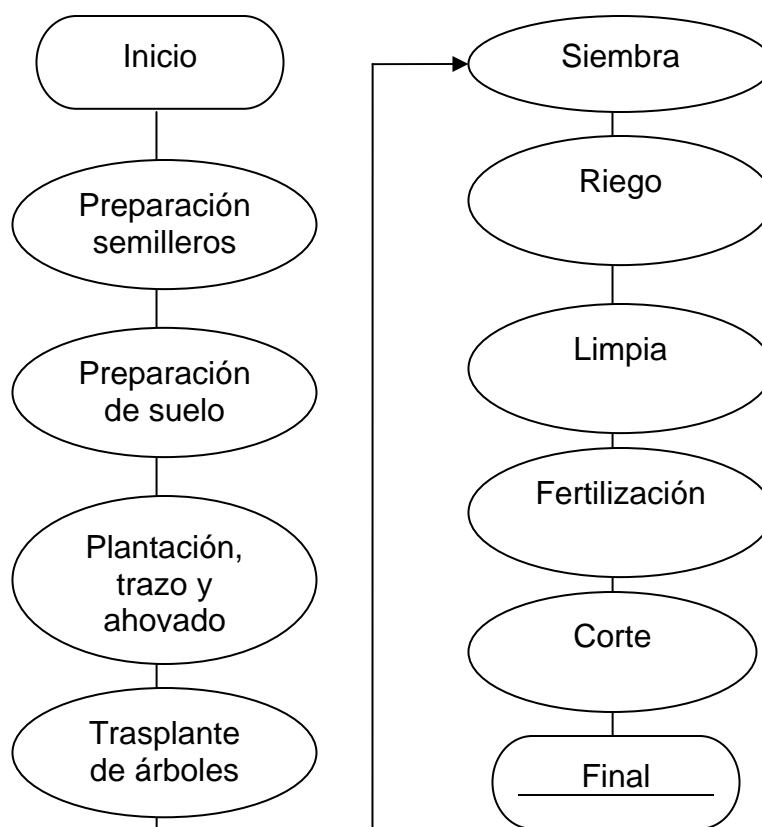 Inicio
Preparación
semilleros
Preparación
de suelo
Plantación,
trazo y
ahovado
Trasplante
de árboles
Siembra
Riego
Limpia
Fertilización
Corte
Final